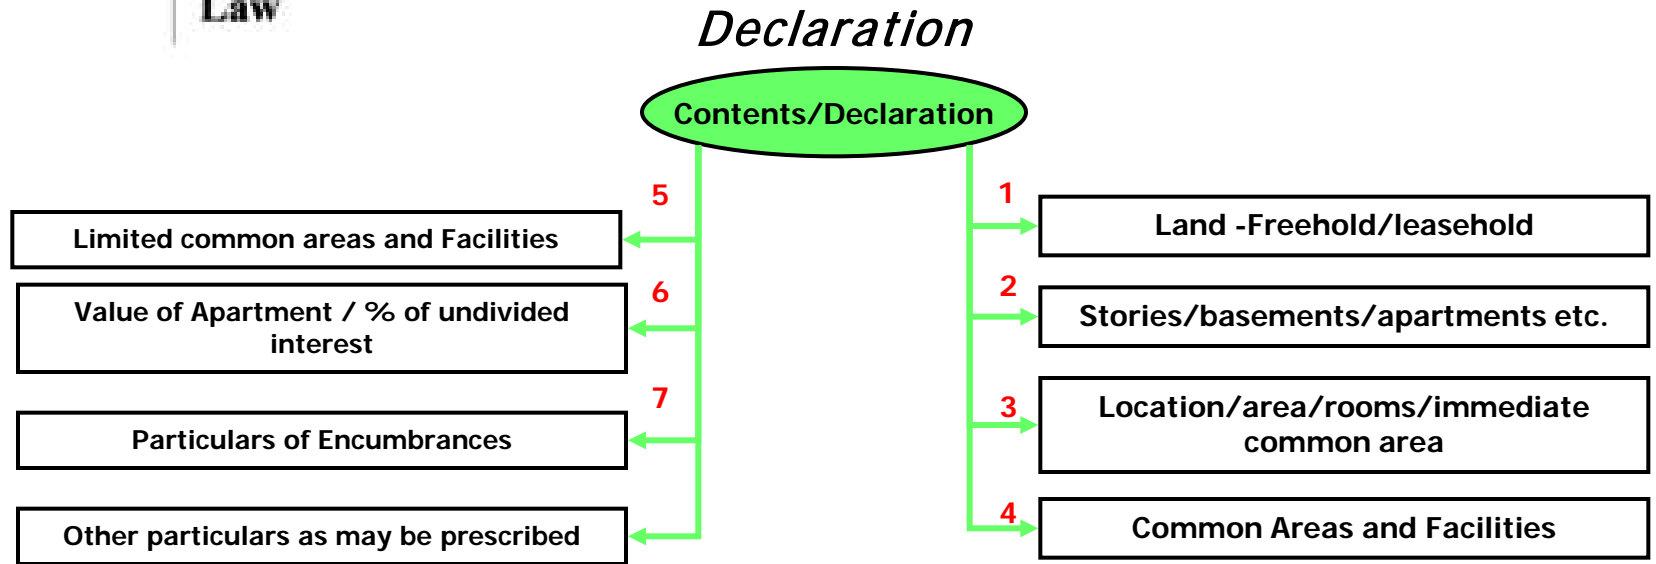 Law
Declaration
Contents/Declaration
1
Land -Freehold/leasehold
2
Stories/basements/apartments etc.
3
Location/area/rooms/immediate
common area
4
Common Areas and Facilities
5
Limited common areas and Facilities
6
Value of Apartment / % of undivided
interest
7
Particulars of Encumbrances
Other particulars as may be prescribed